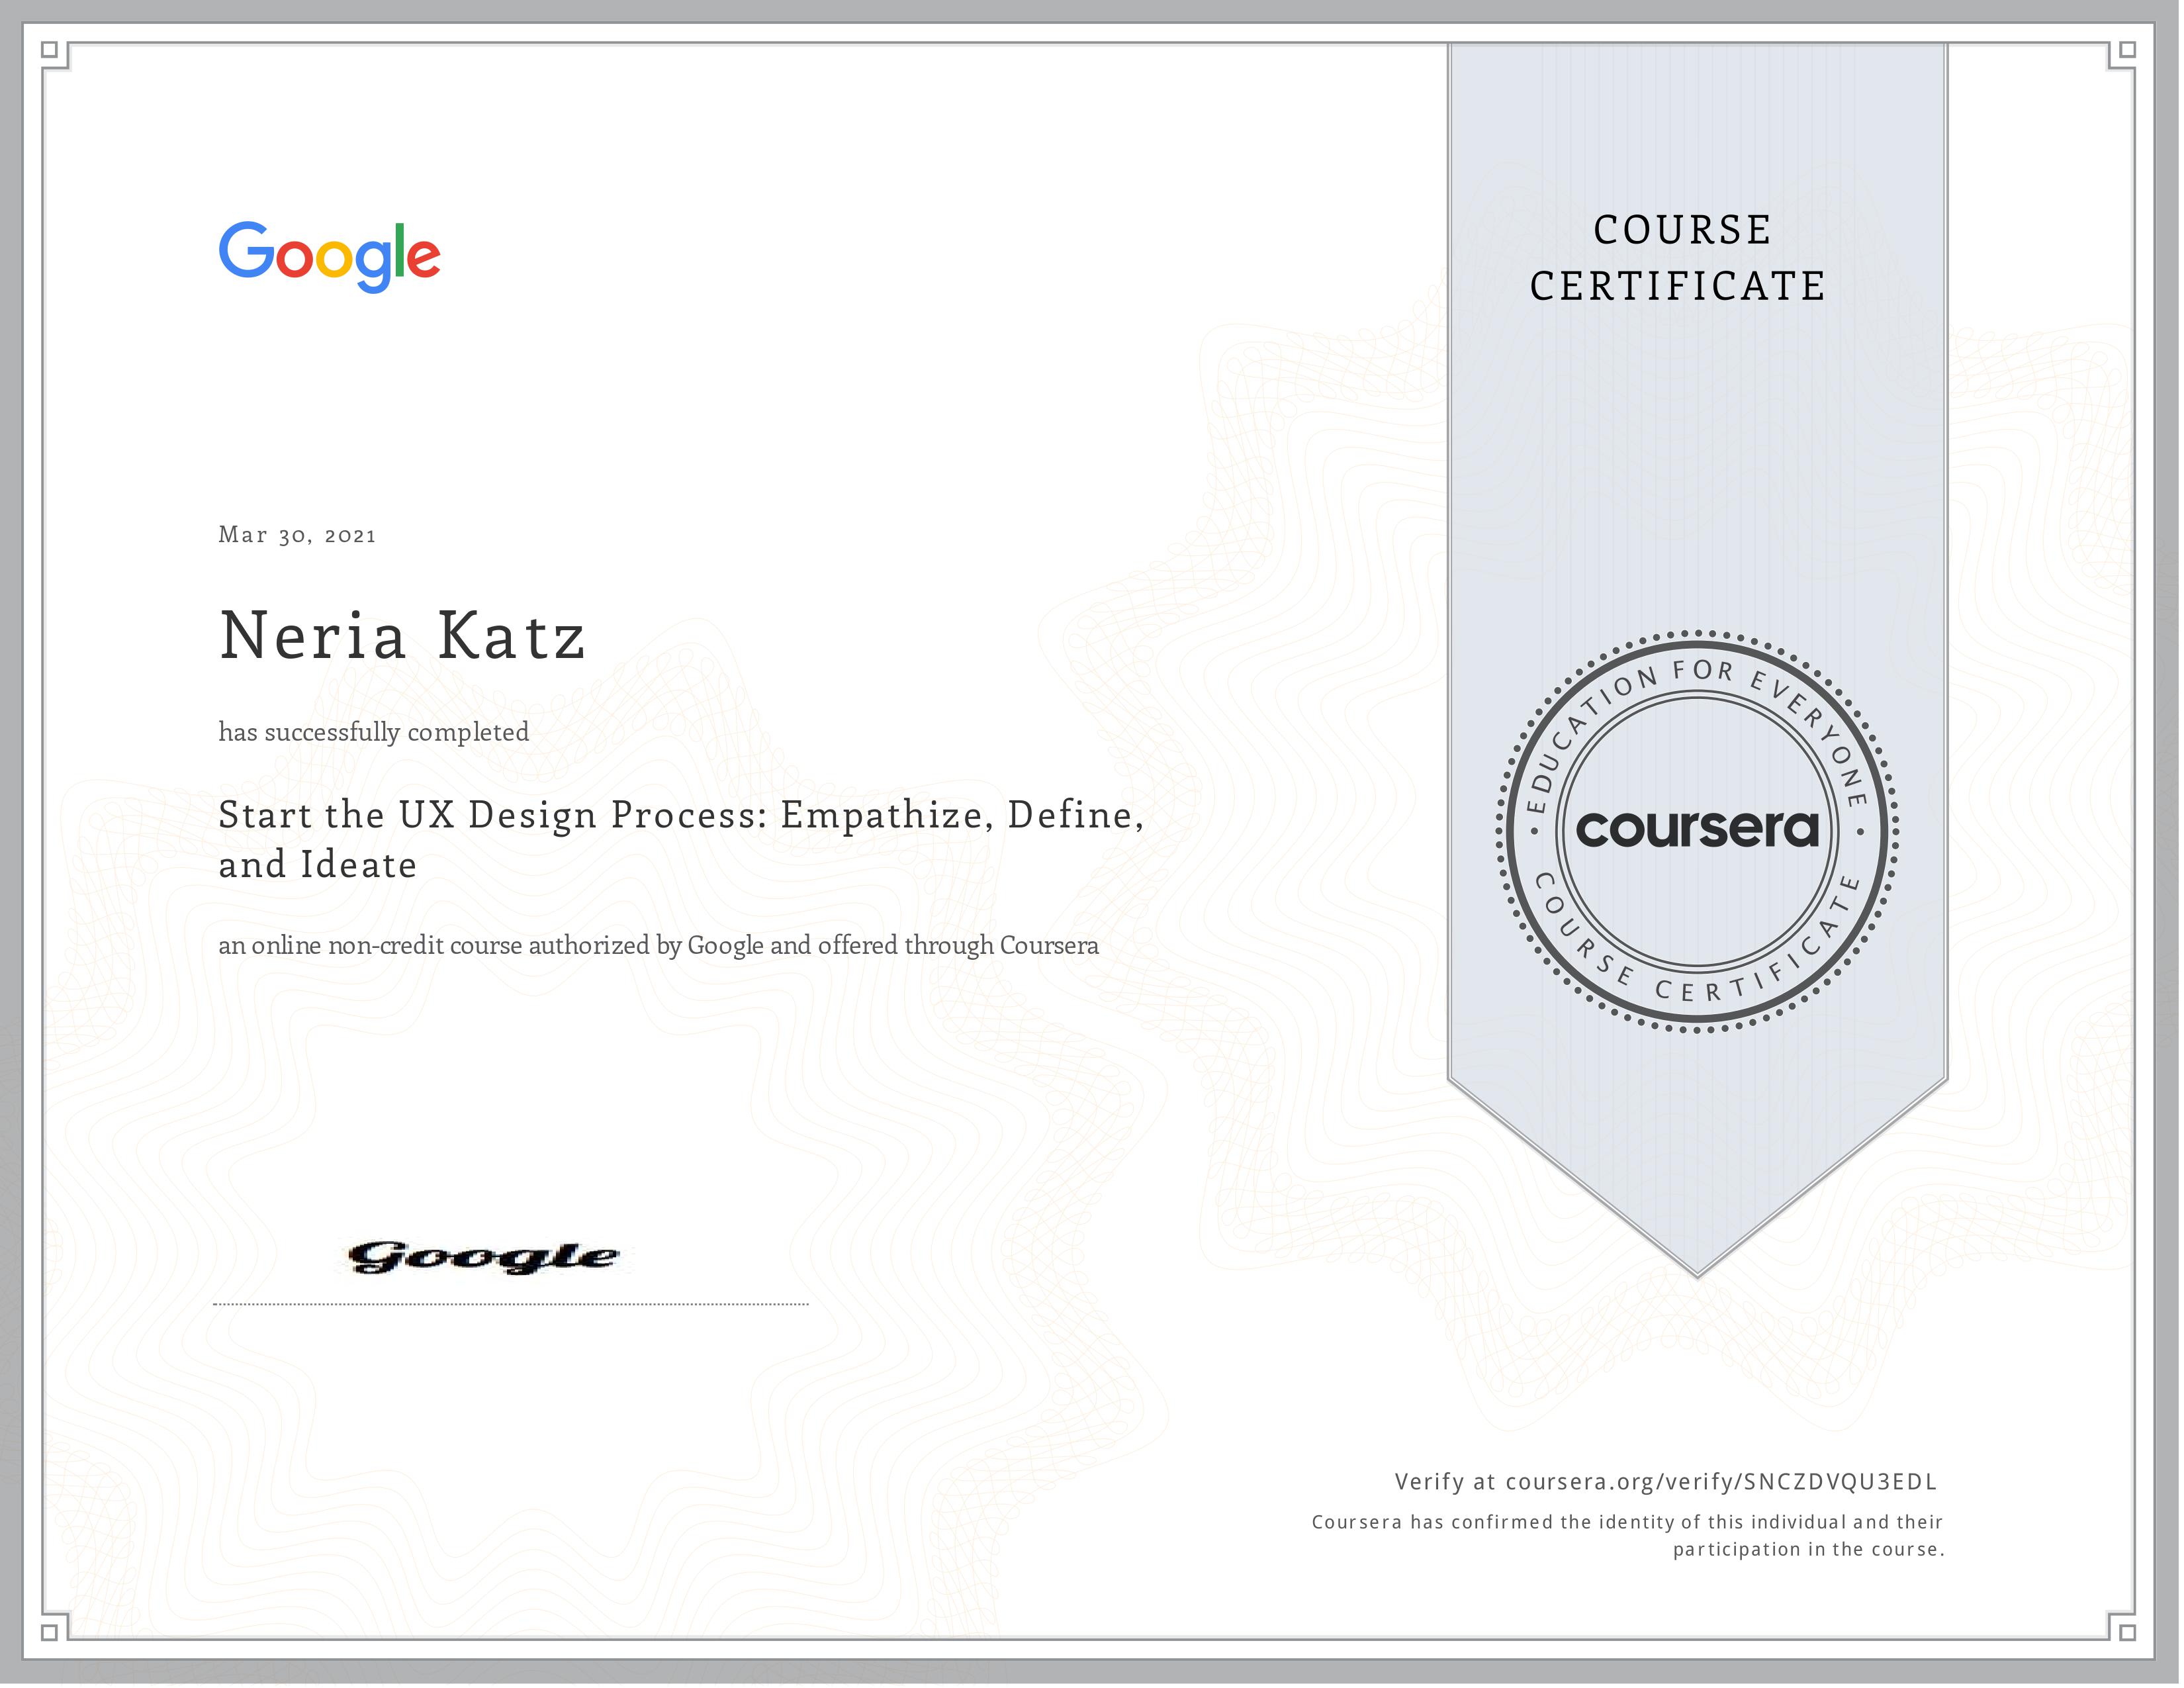 Google
COURSE
CERTIFICATE
Mar 30, 2021
Neria Katz
has successfully completed
Start the UX Design Process: Empathize, Define,
and Ideate
an online non-credit course authorized by Google and offered through Coursera
EDUCATION FOR EVERYONE
coursera
COURSE CERTIFICATE
Google
Verify at coursera.org/verify/SNCZDVQU3EDL
Coursera has confirmed the identity of this individual and their
participation in the course.